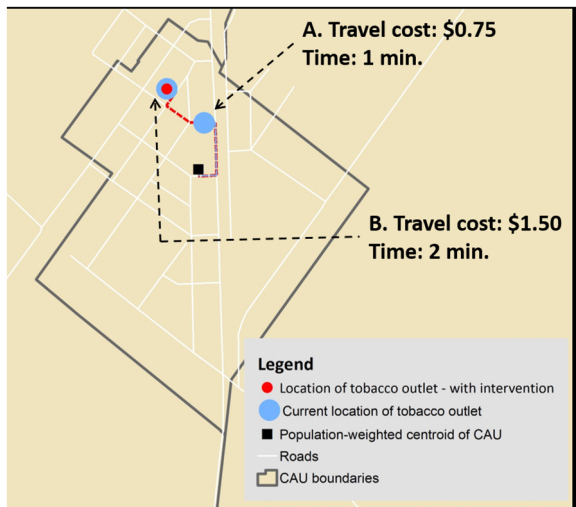 A. Travel cost: $0.75
Time: 1 min.
B. Travel cost: $1.50
Time: 2 min.
Legend
Location of tobacco outlet - with intervention
Current location of tobacco outlet
Population-weighted centroid of CAU
Roads
CAU boundaries